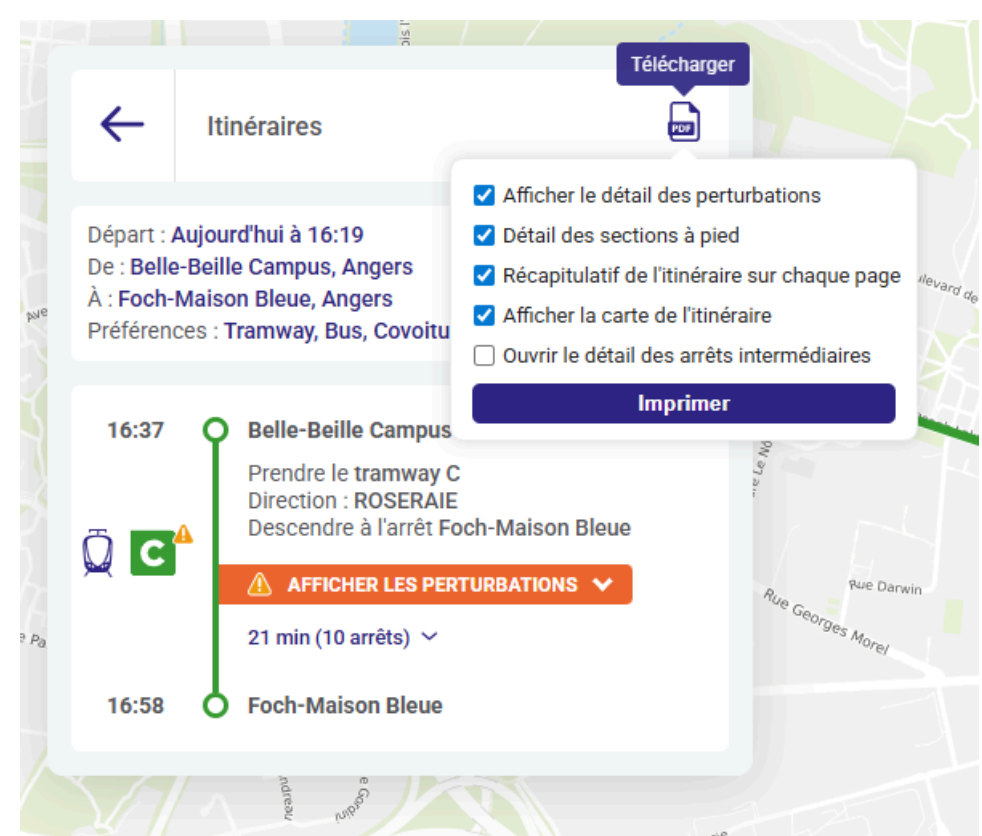 Télécharger
Itinéraires
PDF
Afficher le détail des perturbations
Détail des sections à pied
Récapitulatif de l'itinéraire sur chaque page
Afficher la carte de l'itinéraire
Ouvrir le détail des arrêts intermédiaires
Imprimer
Départ : Aujourd'hui à 16:19
De : Belle-Beille Campus, Angers
À : Foch-Maison Bleue, Angers
Préférences : Tramway, Bus, Covoitu
16:37 Belle-Beille Campus
Prendre le tramway C
Direction : ROSERAIE
Descendre à l'arrêt Foch-Maison Bleue
C
AFFICHER LES PERTURBATIONS
21 min (10 arrêts)
16:58 Foch-Maison Bleue
Rue Darwin
Rue Georges Morel